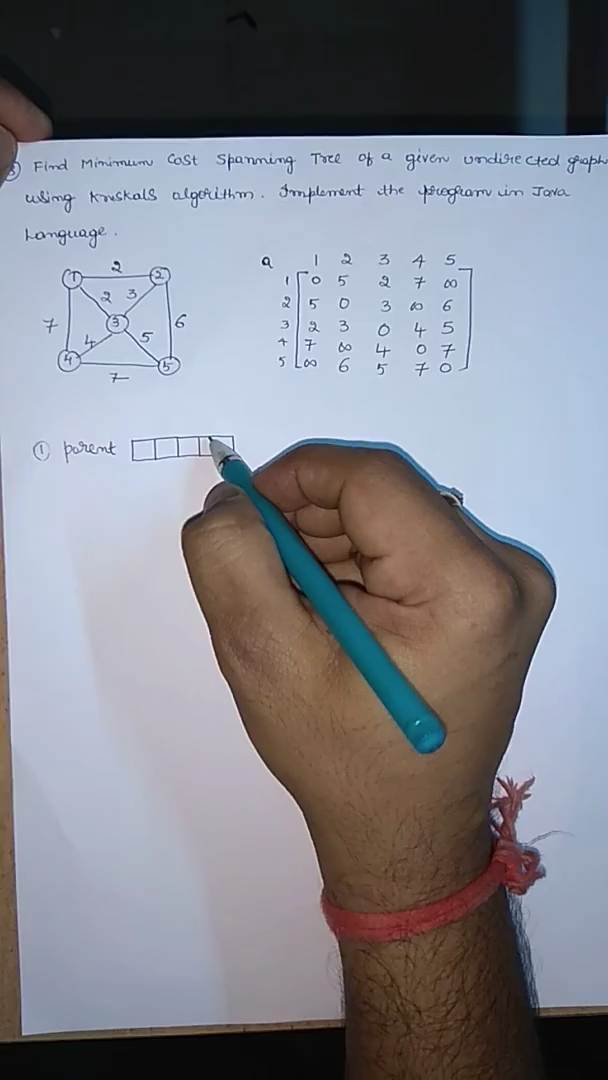 Find Minimum Cost Spanning Tree of a given undirected graph
using Kruskals algorithm. Implement the program in Java
Language.
2
1 2
2 3
3
7 6
4 5
4 5
7
a 1 2 3 4 5
1 0 5 2 7 ∞
2 5 0 3 ∞ 6
3 2 3 0 4 5
4 7 ∞ 4 0 7
5 ∞ 6 5 7 0
① parent